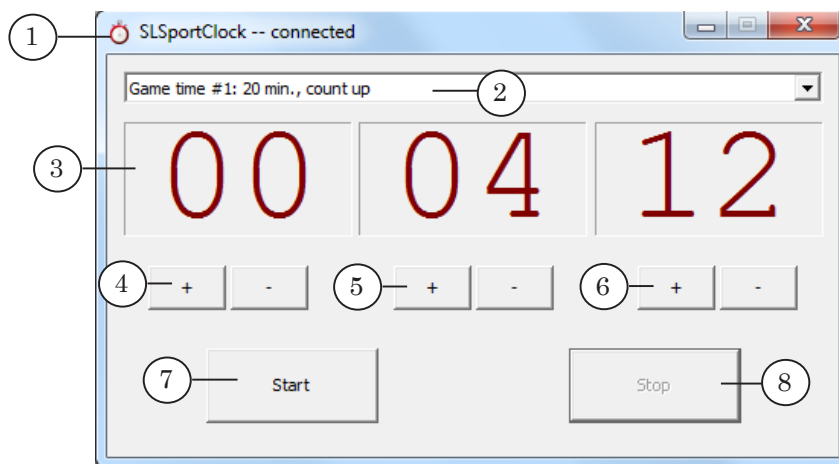 1 SLSportClock -- connected
Game time #1: 20 min., count up 2
3 00 04 12
4 + - 5 + - 6 + -
7 Start Stop 8